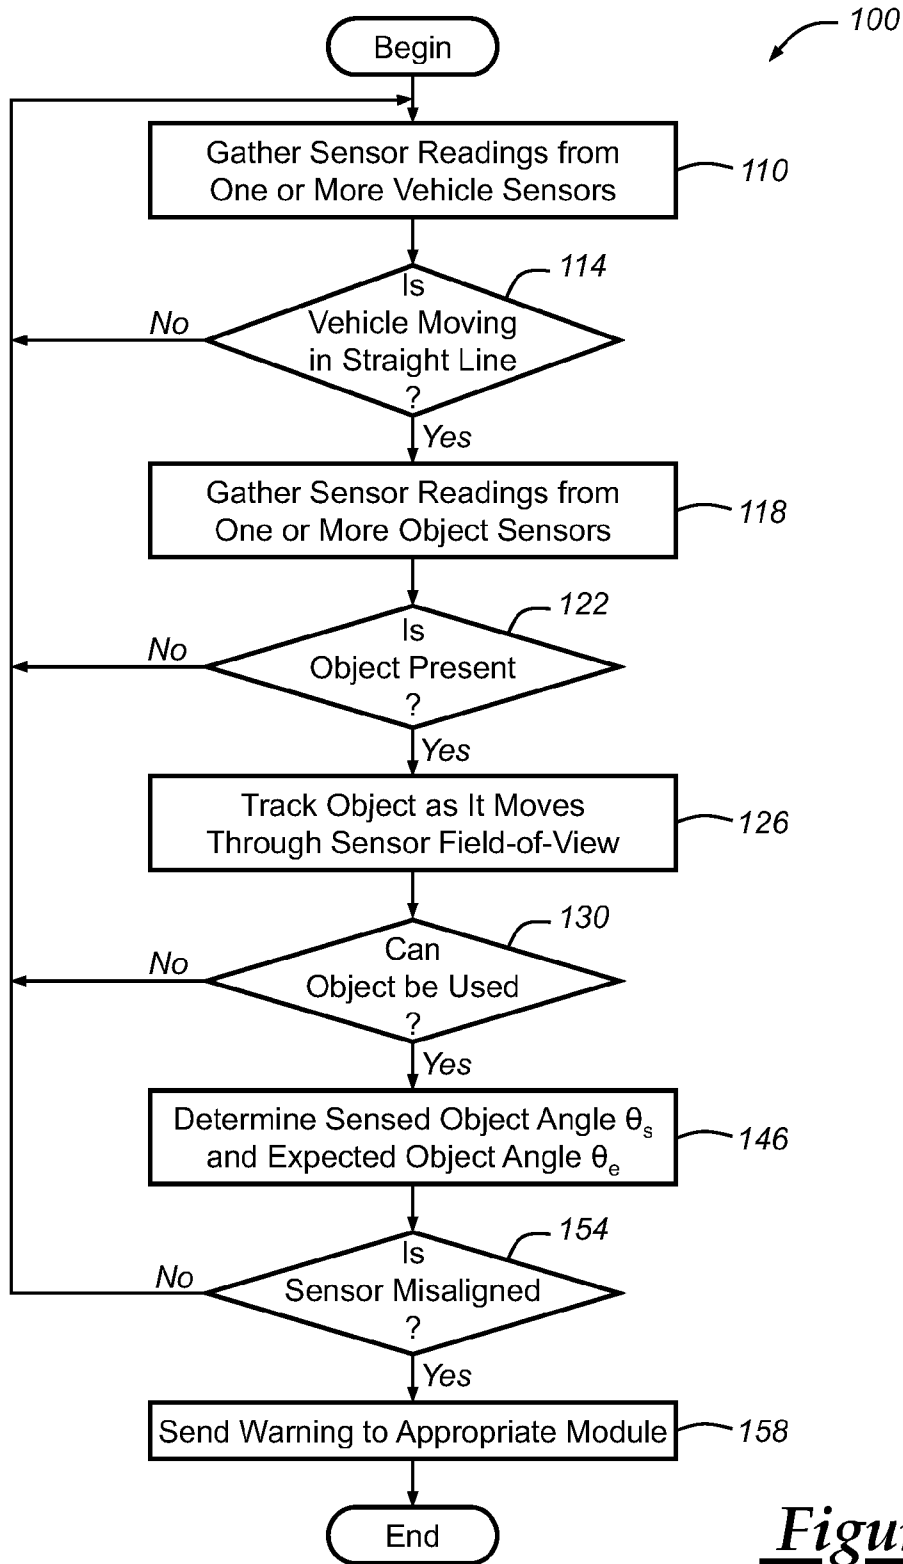 100
Begin
Gather Sensor Readings from
One or More Vehicle Sensors
110
114
Is
Vehicle Moving
in Straight Line
?
No
Yes
Gather Sensor Readings from
One or More Object Sensors
118
122
Is
Object Present
?
No
Yes
Track Object as It Moves
Through Sensor Field-of-View
126
130
Can
Object be Used
?
No
Yes
Determine Sensed Object Angle θs
and Expected Object Angle θe
146
154
Is
Sensor Misaligned
?
No
Yes
Send Warning to Appropriate Module
158
End